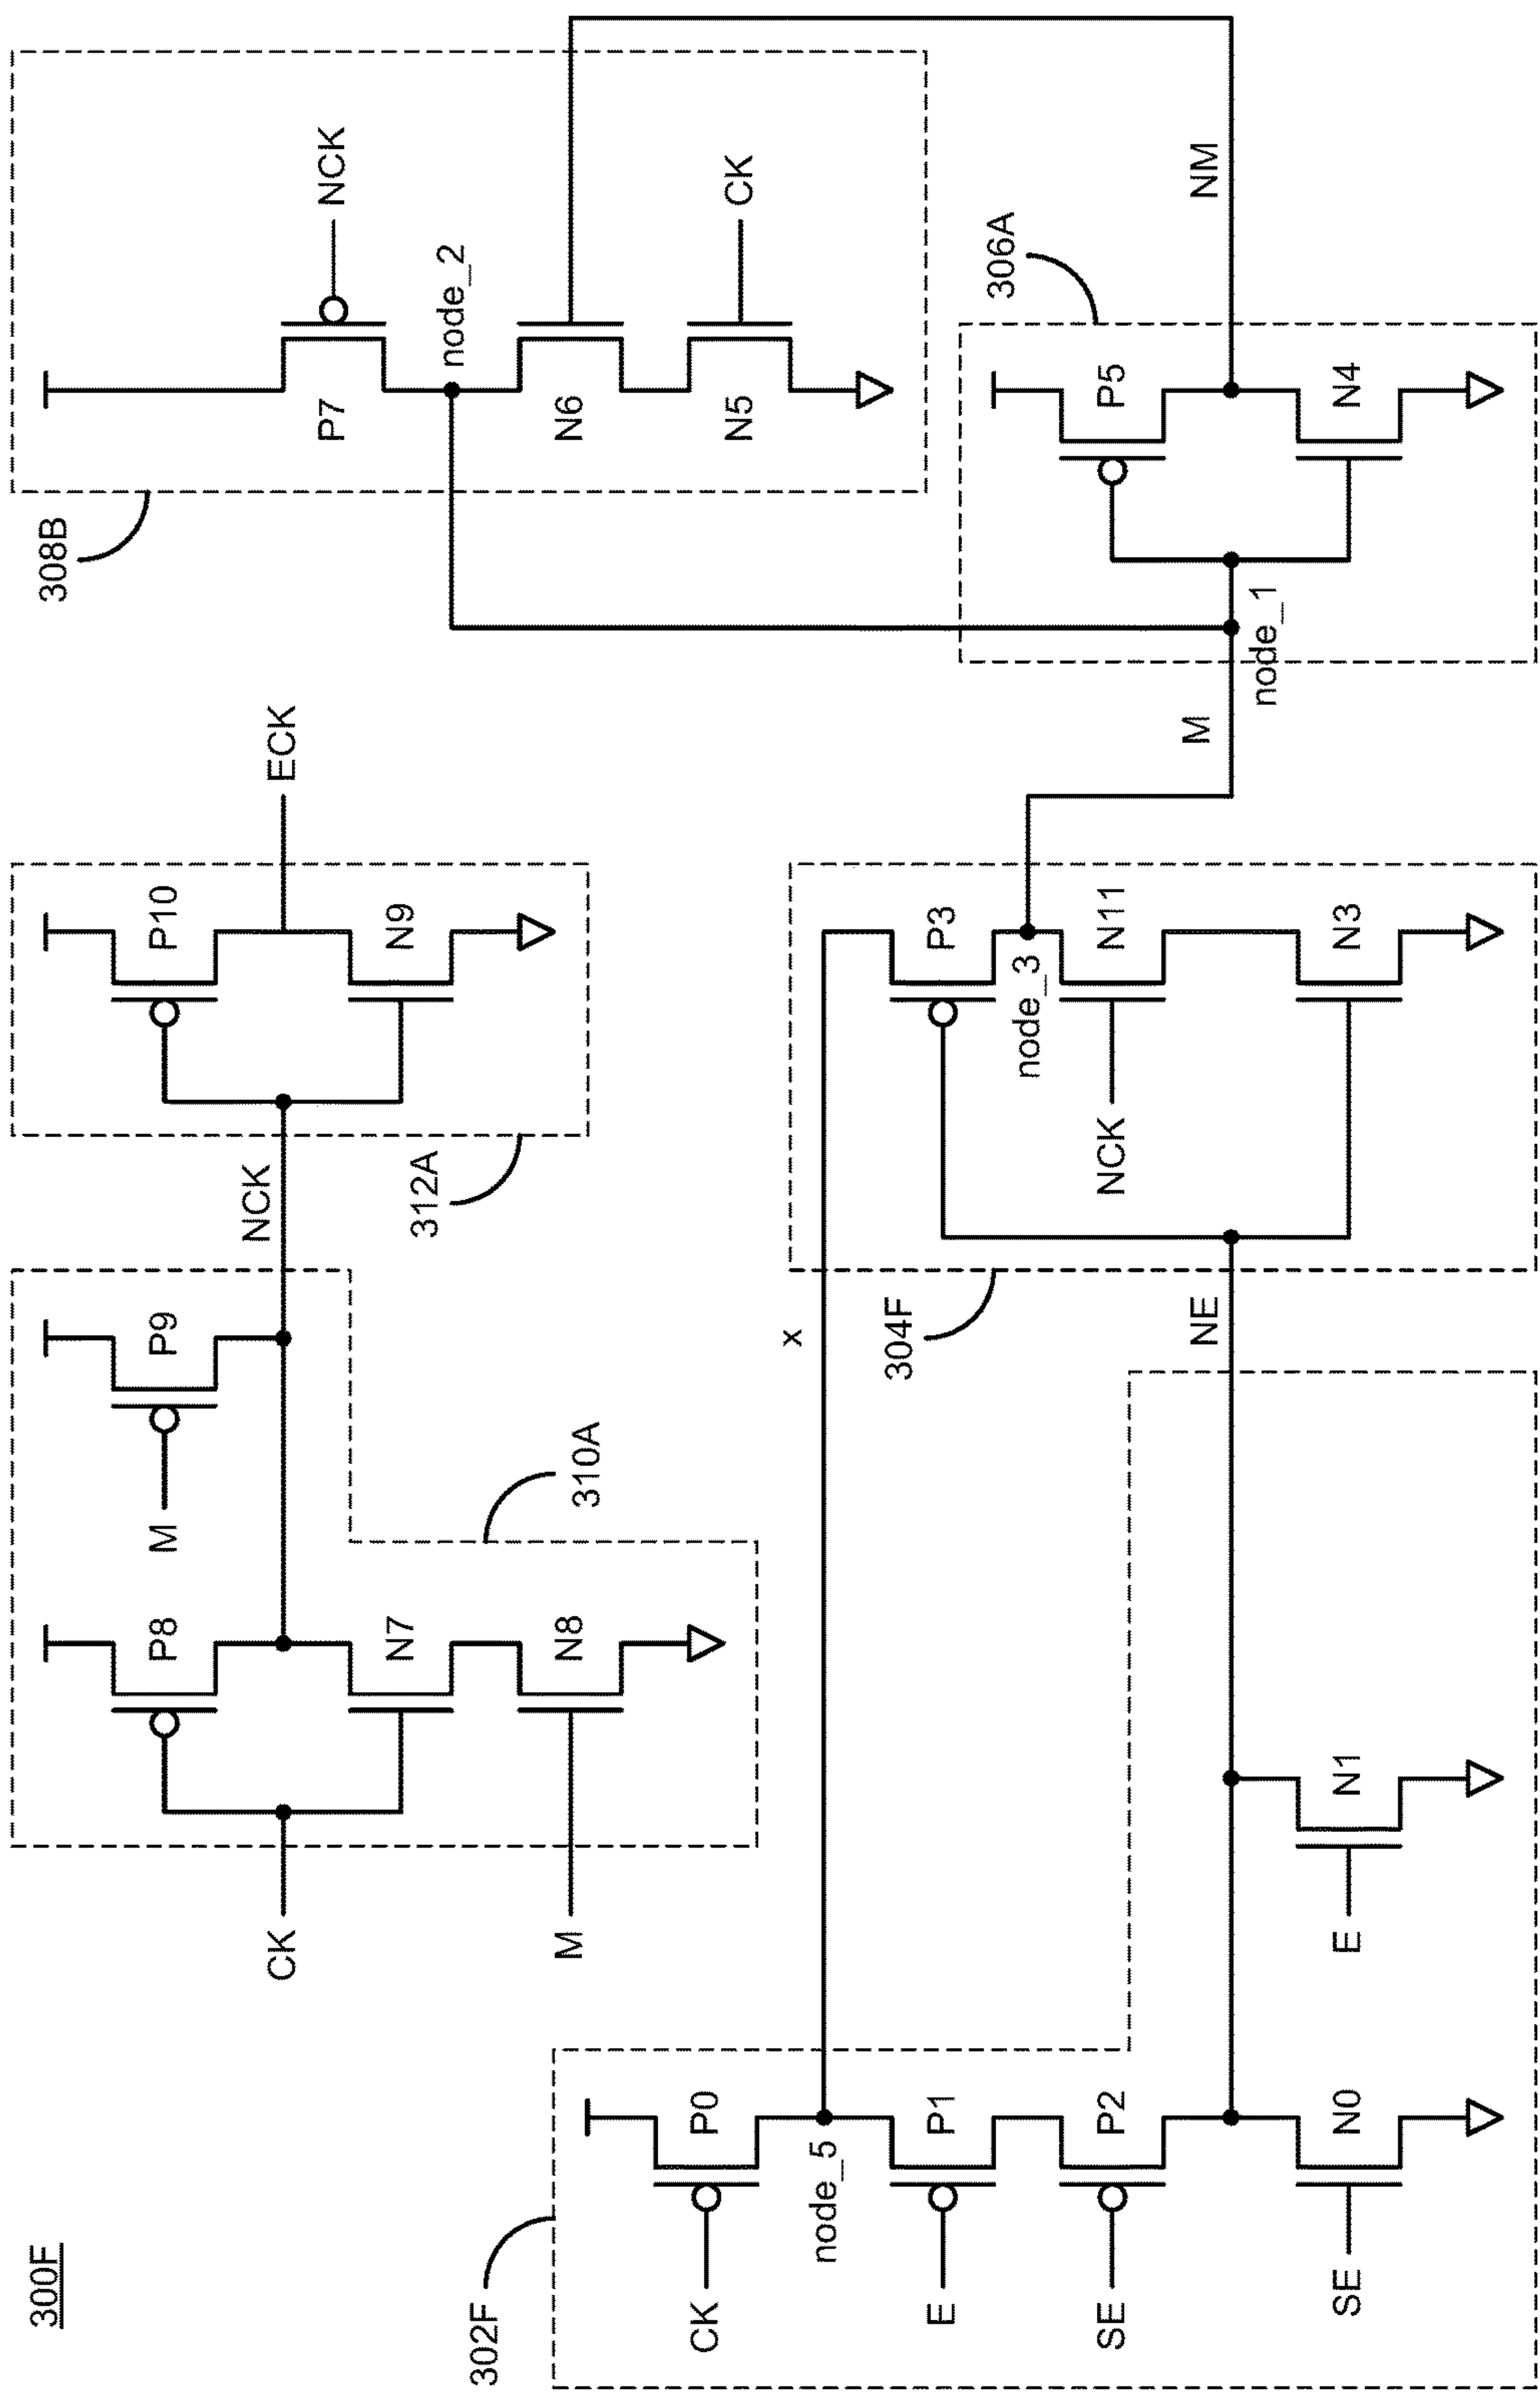 300F
302F
CK
E
SE
SE
P0
node_5
P1
P2
N0
E
N1
CK
M
P8
N7
N8
M
P9
310A
NCK
312A
P10
N9
ECK
x
NE
304F
NCK
P3
node_3
N11
N3
M
node_1
306A
P5
N4
NM
308B
P7
NCK
node_2
N6
N5
CK